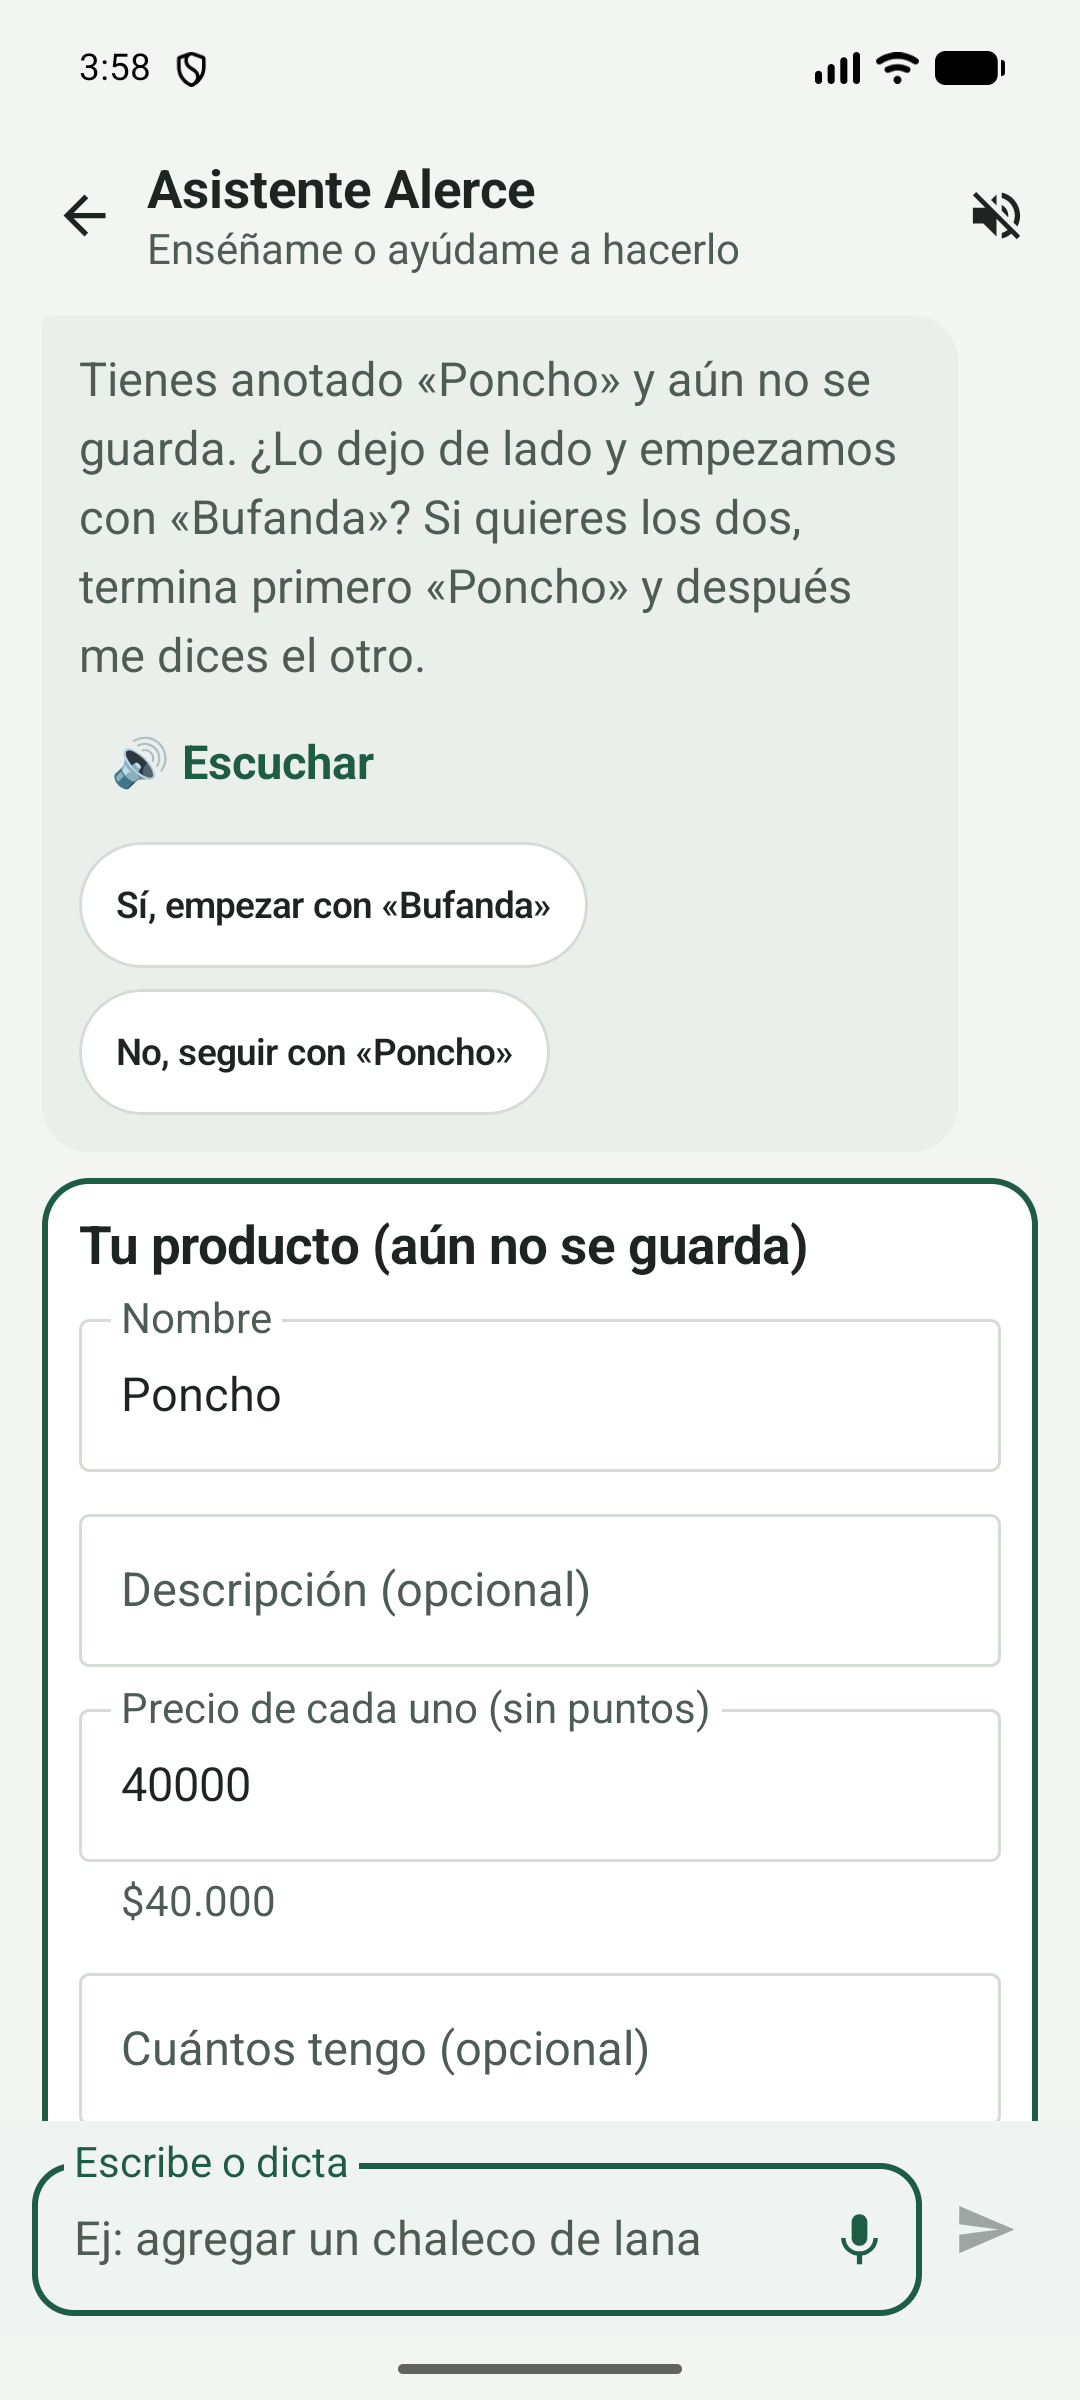 3:58
Asistente Alerce
Enséñame o ayúdame a hacerlo
Tienes anotado «Poncho» y aún no se
guarda. ¿Lo dejo de lado y empezamos
con «Bufanda»? Si quieres los dos,
termina primero «Poncho» y después
me dices el otro.
Escuchar
Sí, empezar con «Bufanda»
No, seguir con «Poncho»
Tu producto (aún no se guarda)
Nombre
Poncho
Descripción (opcional)
Precio de cada uno (sin puntos)
40000
$40.000
Cuántos tengo (opcional)
Escribe o dicta
Ej: agregar un chaleco de lana